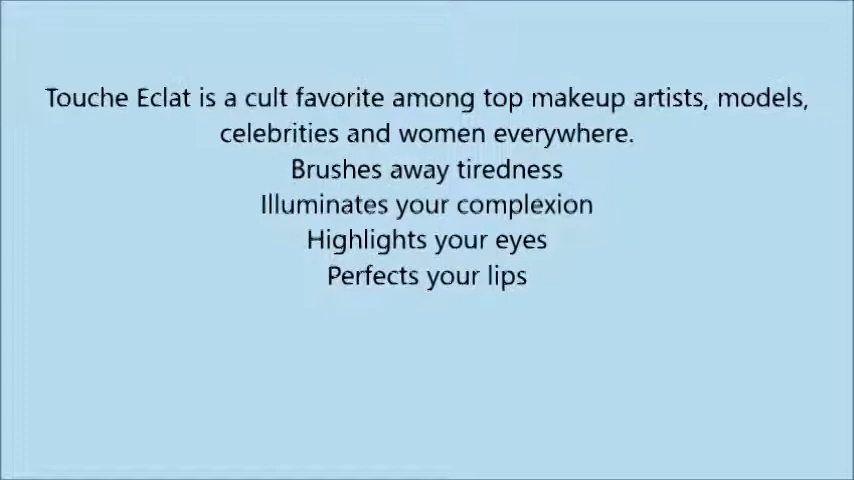 Touche Eclat is a cult favorite among top makeup artists, models,
celebrities and women everywhere.
Brushes away tiredness
Illuminates your complexion
Highlights your eyes
Perfects your lips